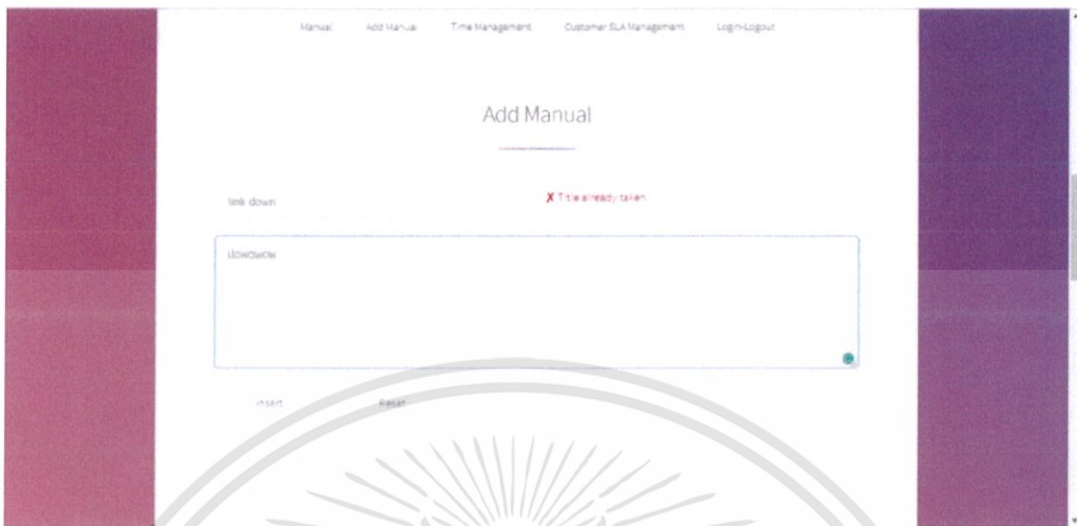 Manual Add Manual Time Management Customer SLA Management Login-Logout
Add Manual
link down ✗ Title already taken
Insert Reset